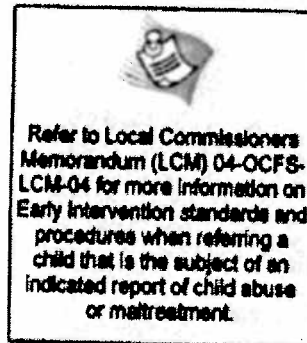 Refer to Local Commissioners
Memorandum (LCM) 04-OCFS-
LCM-04 for more information on
Early Intervention standards and
procedures when referring a
child that is the subject of an
indicated report of child abuse
or maltreatment.